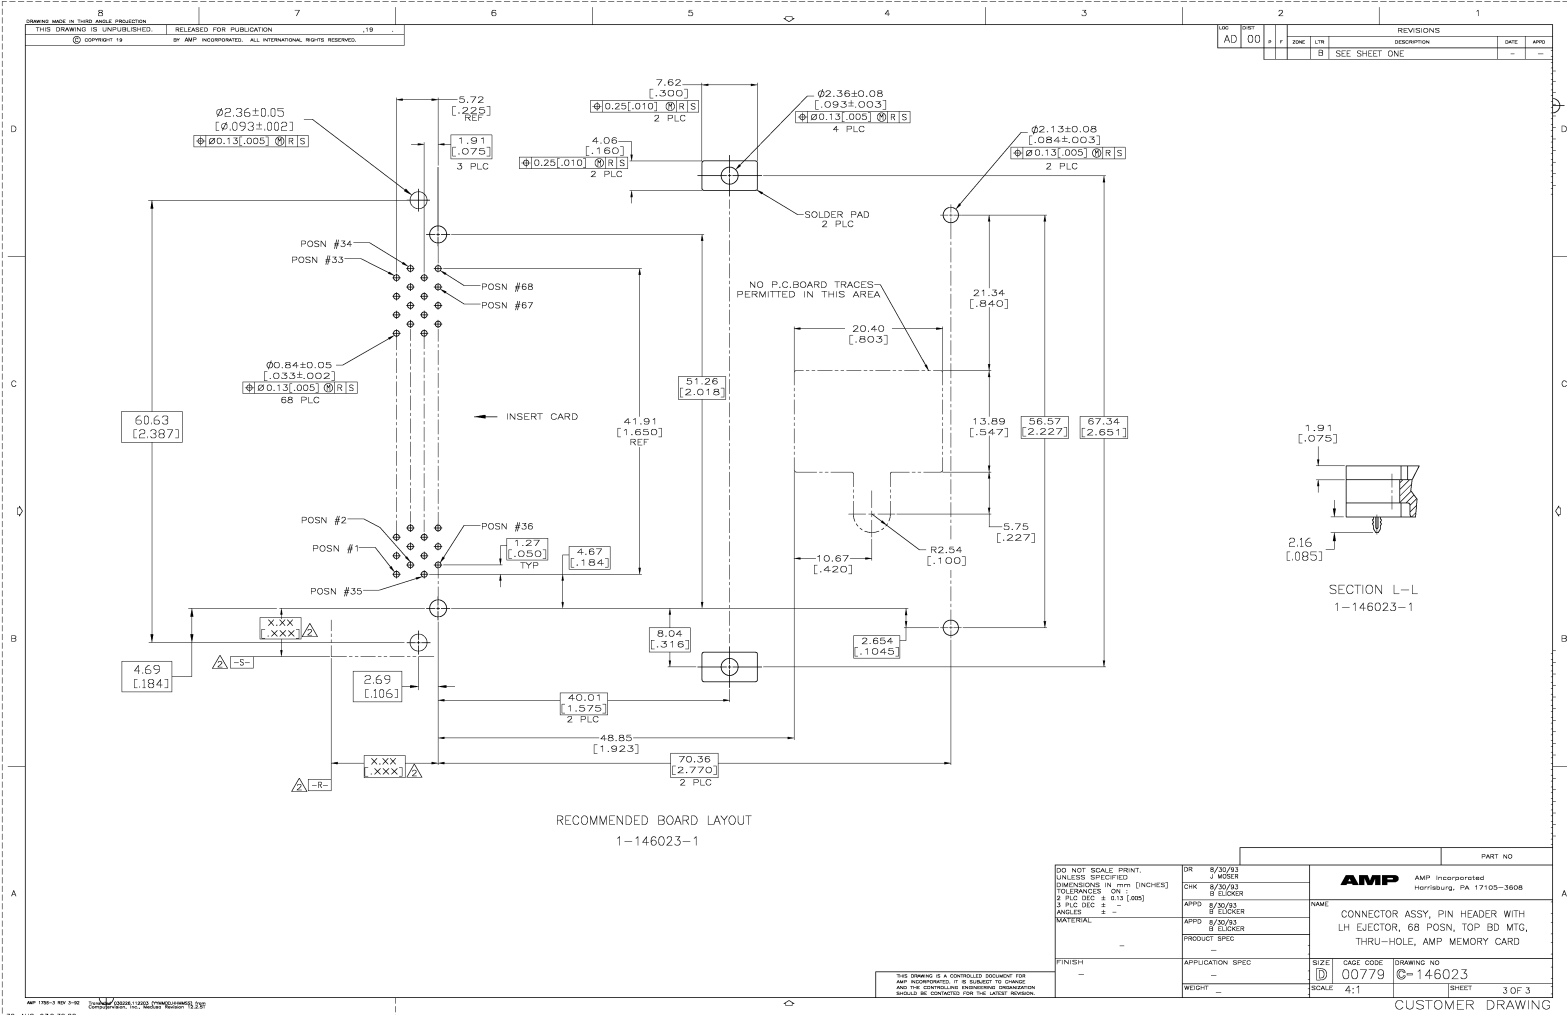 8 7 6 5 4 3 2 1
DRAWING MADE IN THIRD ANGLE PROJECTION
THIS DRAWING IS UNPUBLISHED. RELEASED FOR PUBLICATION ,19 .
© COPYRIGHT 19 BY AMP INCORPORATED. ALL INTERNATIONAL RIGHTS RESERVED.
LOC DIST
AD 00
REVISIONS
P F ZONE LTR DESCRIPTION DATE APPD
B SEE SHEET ONE – –
D
D
C
C
B
B
A
A
Ø2.36±0.05
[Ø.093±.002]
⌖ Ø0.13[.005] Ⓜ R S
5.72
[.225]
REF
1.91
[.075]
3 PLC
7.62
[.300]
⌖ 0.25[.010] Ⓜ R S
2 PLC
4.06
[.160]
⌖ 0.25[.010] Ⓜ R S
2 PLC
Ø2.36±0.08
[.093±.003]
⌖ Ø0.13[.005] Ⓜ R S
4 PLC
Ø2.13±0.08
[.084±.003]
⌖ Ø0.13[.005] Ⓜ R S
2 PLC
SOLDER PAD
2 PLC
POSN #34
POSN #33
POSN #68
POSN #67
NO P.C.BOARD TRACES
PERMITTED IN THIS AREA
21.34
[.840]
20.40
[.803]
Ø0.84±0.05
[.033±.002]
⌖ Ø0.13[.005] Ⓜ R S
68 PLC
60.63
[2.387]
INSERT CARD
51.26
[2.018]
41.91
[1.650]
REF
13.89
[.547]
56.57
[2.227]
67.34
[2.651]
1.91
[.075]
2.16
[.085]
SECTION L-L
1-146023-1
POSN #2
POSN #1
POSN #36
POSN #35
1.27
[.050]
TYP
4.67
[.184]
5.75
[.227]
10.67
[.420]
R2.54
[.100]
X.XX
[.XXX] 2
2 -S-
4.69
[.184]
8.04
[.316]
2.654
[.1045]
2.69
[.106]
40.01
[1.575]
2 PLC
48.85
[1.923]
X.XX
[.XXX] 2
2 -R-
70.36
[2.770]
2 PLC
RECOMMENDED BOARD LAYOUT
1-146023-1
PART NO
DO NOT SCALE PRINT.
UNLESS SPECIFIED
DIMENSIONS IN mm [INCHES]
TOLERANCES ON :
2 PLC DEC ± 0.13 [.005]
3 PLC DEC ± –
ANGLES ± –
MATERIAL
–
FINISH
–
DR 8/30/93
J MOSER
CHK 8/30/93
B ELICKER
APPD 8/30/93
B ELICKER
APPD 8/30/93
B ELICKER
PRODUCT SPEC
–
APPLICATION SPEC
–
WEIGHT –
AMP
AMP Incorporated
Harrisburg, PA 17105-3608
NAME
CONNECTOR ASSY, PIN HEADER WITH
LH EJECTOR, 68 POSN, TOP BD MTG,
THRU-HOLE, AMP MEMORY CARD
SIZE CAGE CODE DRAWING NO
D 00779 C-146023
SCALE 4:1 SHEET 3 OF 3
CUSTOMER DRAWING
THIS DRAWING IS A CONTROLLED DOCUMENT FOR
AMP INCORPORATED. IT IS SUBJECT TO CHANGE
AND THE CONTROLLING ENGINEERING ORGANIZATION
SHOULD BE CONTACTED FOR THE LATEST REVISION.
AMP 1756-3 REV 3-92
Computervision, Inc., Medusa Revision 12.2.ST